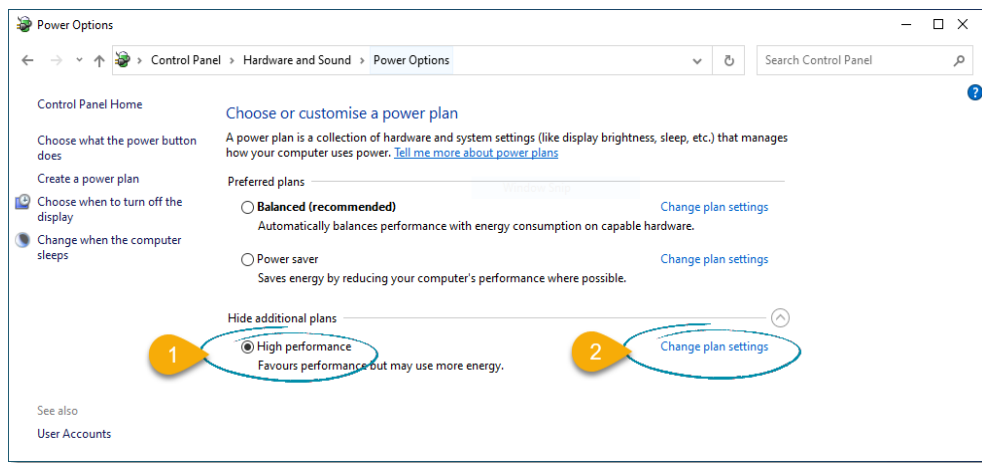 Power Options
Control Panel › Hardware and Sound › Power Options
Search Control Panel
?
Control Panel Home
Choose what the power button
does
Create a power plan
Choose when to turn off the
display
Change when the computer
sleeps
See also
User Accounts
Choose or customise a power plan
A power plan is a collection of hardware and system settings (like display brightness, sleep, etc.) that manages
how your computer uses power. Tell me more about power plans
Preferred plans
Window Snip
Balanced (recommended) Change plan settings
Automatically balances performance with energy consumption on capable hardware.
Power saver Change plan settings
Saves energy by reducing your computer's performance where possible.
Hide additional plans
1 High performance 2 Change plan settings
Favours performance but may use more energy.